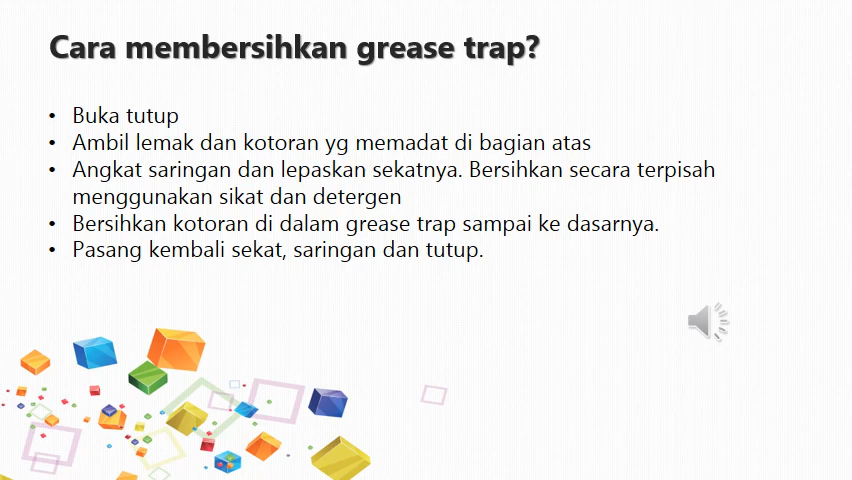 Cara membersihkan grease trap?
• Buka tutup
• Ambil lemak dan kotoran yg memadat di bagian atas
• Angkat saringan dan lepaskan sekatnya. Bersihkan secara terpisah
menggunakan sikat dan detergen
• Bersihkan kotoran di dalam grease trap sampai ke dasarnya.
• Pasang kembali sekat, saringan dan tutup.